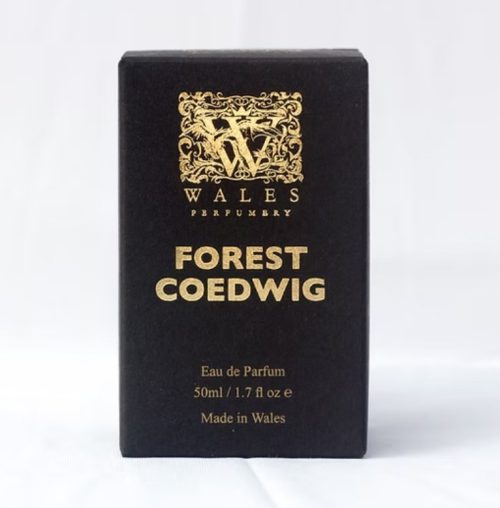 WALES
PERFUMERY
FOREST
COEDWIG
Eau de Parfum
50ml / 1.7 fl oz e
Made in Wales